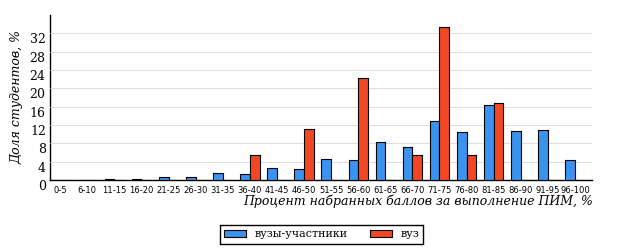 Доля студентов, %
32
28
24
20
16
12
8
4
0
0-5 6-10 11-15 16-20 21-25 26-30 31-35 36-40 41-45 46-50 51-55 56-60 61-65 66-70 71-75 76-80 81-85 86-90 91-95 96-100
Процент набранных баллов за выполнение ПИМ, %
вузы-участники вуз